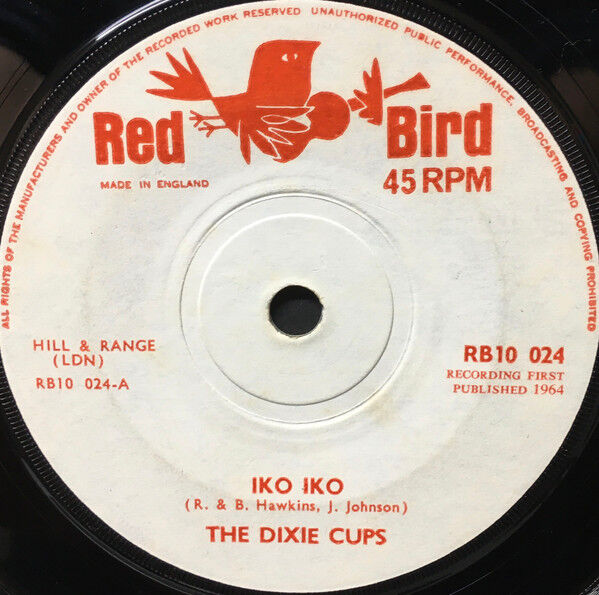 ALL RIGHTS OF THE MANUFACTURERS AND OWNER OF THE RECORDED WORK RESERVED UNAUTHORIZED PUBLIC PERFORMANCE, BROADCASTING AND COPYING PROHIBITED
Red Bird
MADE IN ENGLAND
45 RPM
HILL & RANGE
(LDN)
RB10 024-A
RB10 024
RECORDING FIRST
PUBLISHED 1964
IKO IKO
(R. & B. Hawkins, J. Johnson)
THE DIXIE CUPS